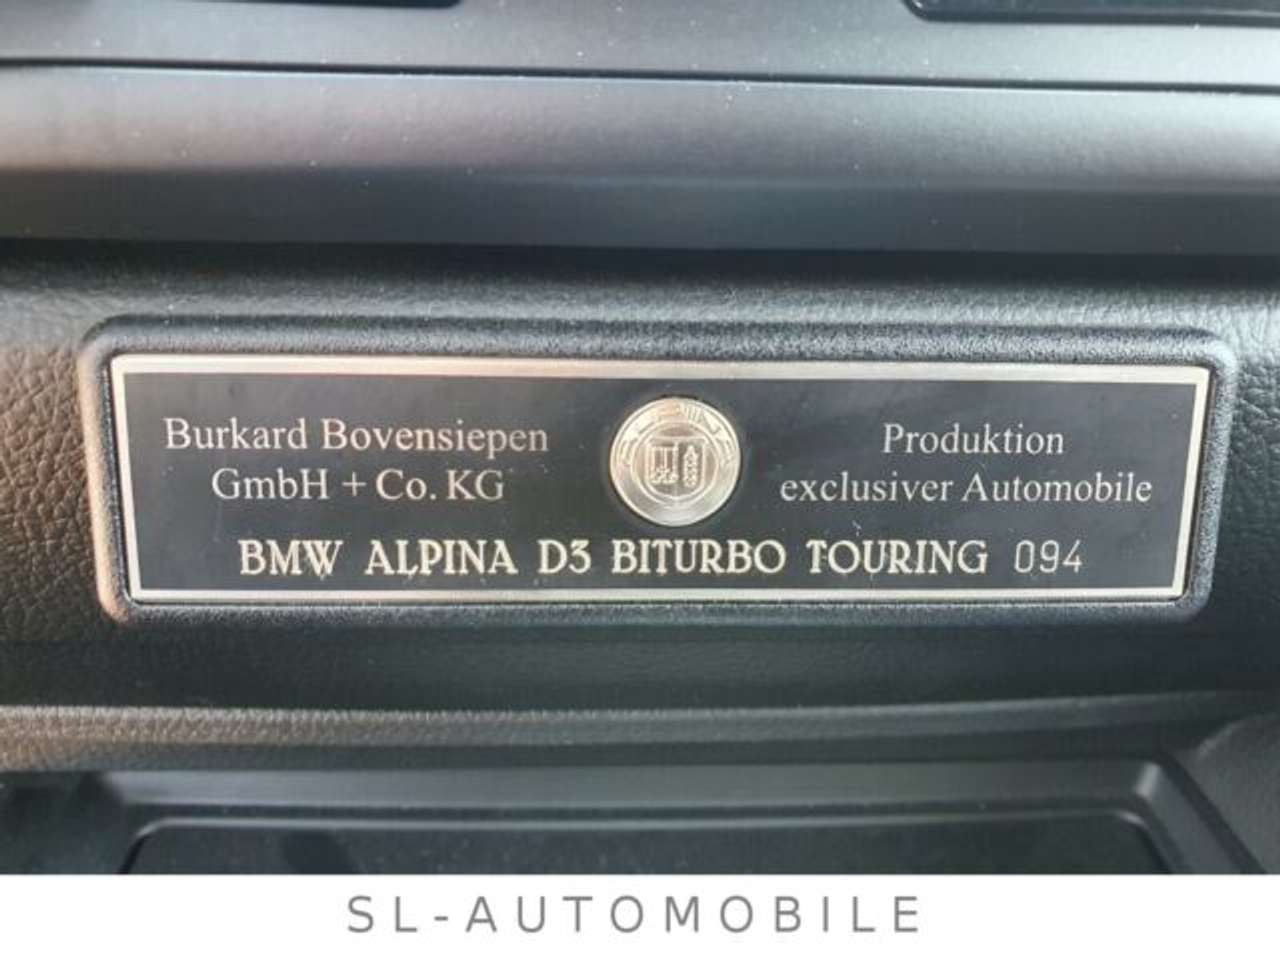 Burkard Bovensiepen
GmbH + Co. KG
Produktion
exclusiver Automobile
BMW ALPINA D3 BITURBO TOURING 094
SL-AUTOMOBILE